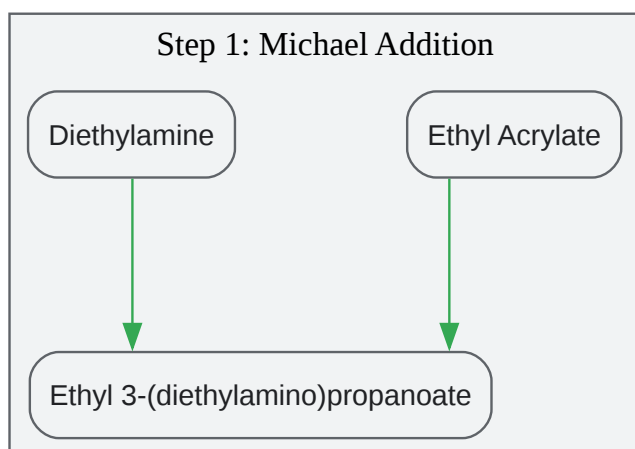 Step 1: Michael Addition
Diethylamine
Ethyl Acrylate
Ethyl 3-(diethylamino)propanoate